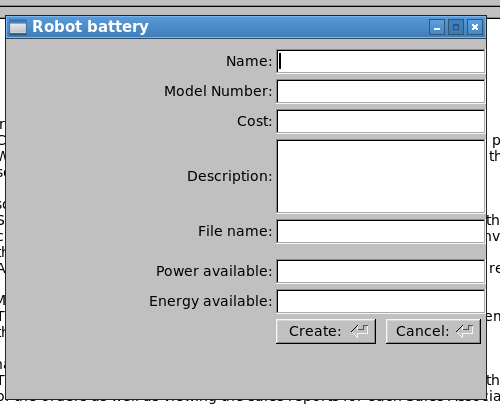 Robot battery
Name:
Model Number:
Cost:
Description:
File name:
Power available:
Energy available:
Create:
Cancel: